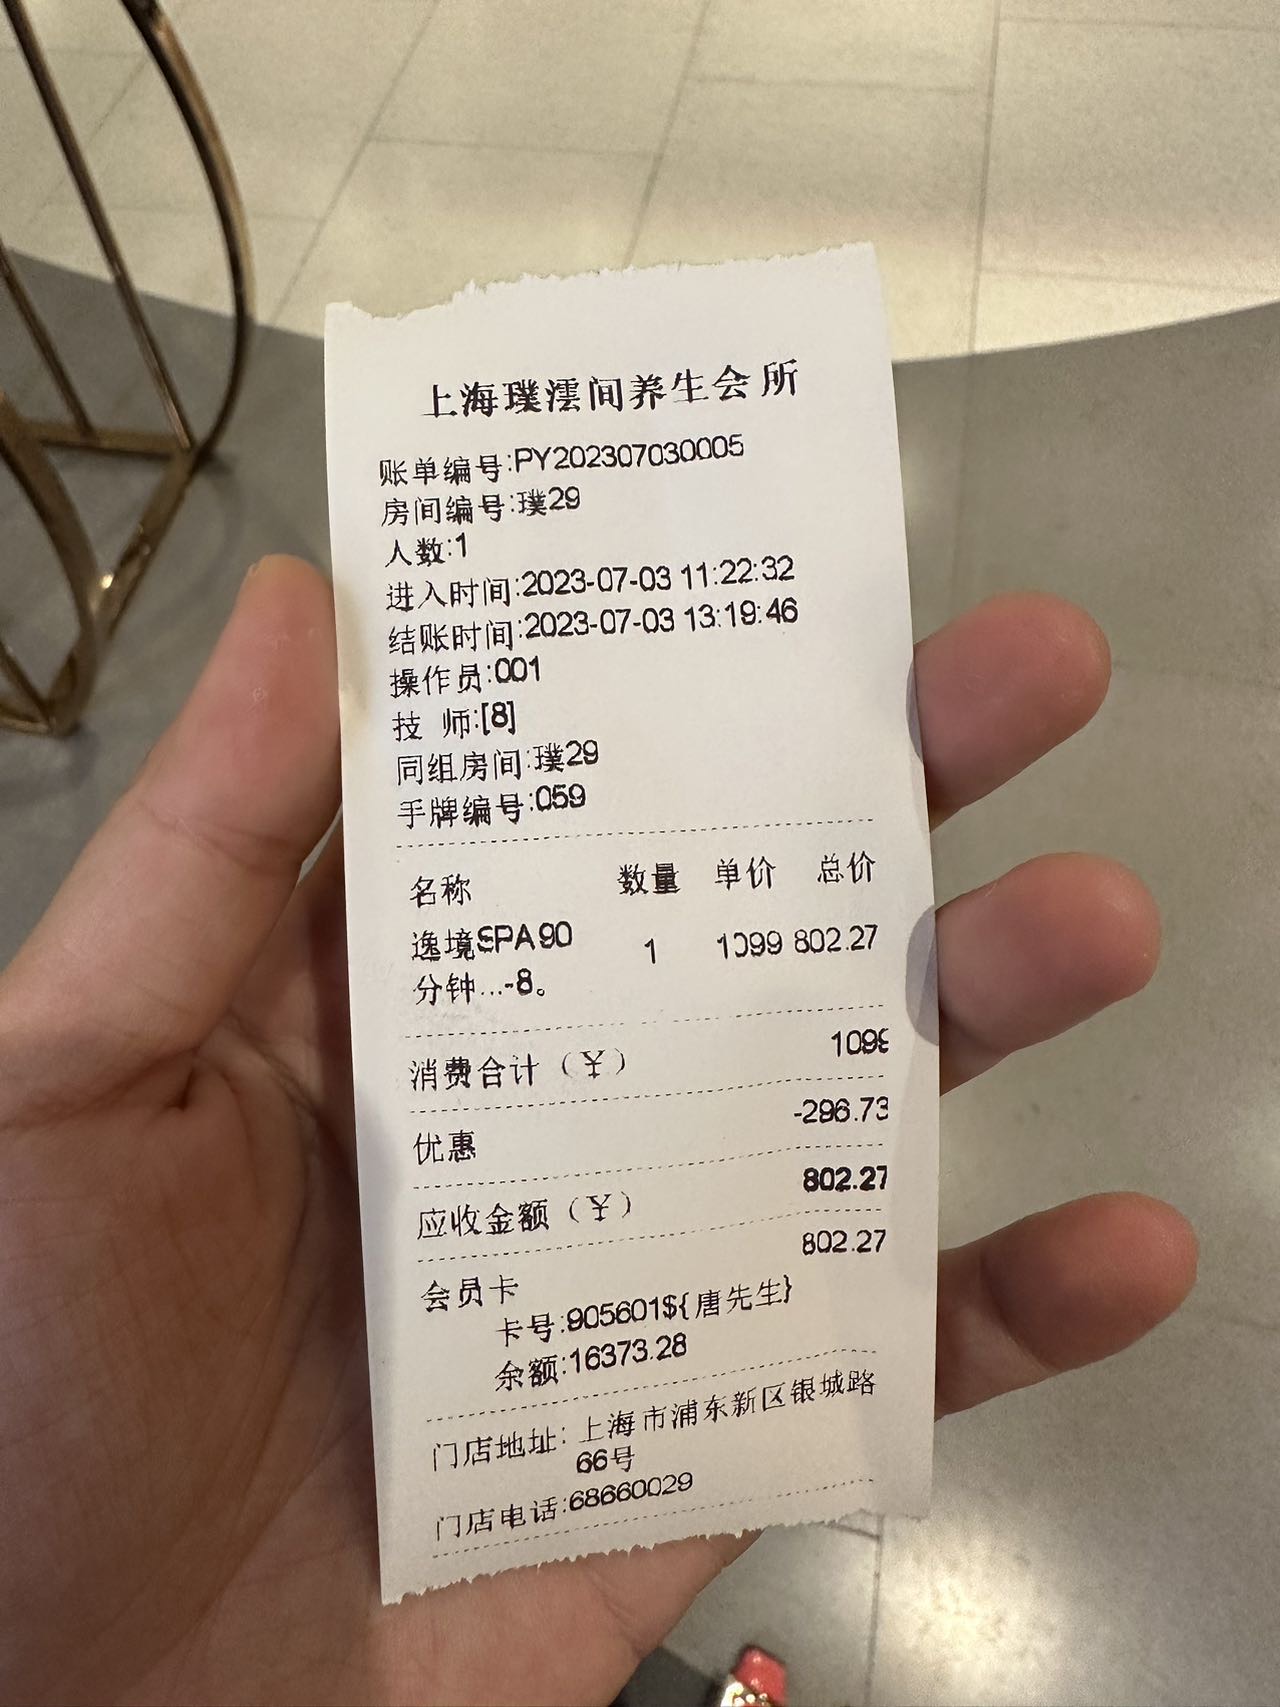 上海璞澐间养生会所
账单编号:PY202307030005
房间编号:璞29
人数:1
进入时间:2023-07-03 11:22:32
结账时间:2023-07-03 13:19:46
操作员:001
技 师:[8]
同组房间:璞29
手牌编号:059
名称 数量 单价 总价
逸境SPA90 1 1099 802.27
分钟...-8。
消费合计（¥） 1099
优惠 -296.73
应收金额（¥） 802.27
会员卡 802.27
卡号:905601${唐先生}
余额:16373.28
门店地址: 上海市浦东新区银城路
66号
门店电话:68660029